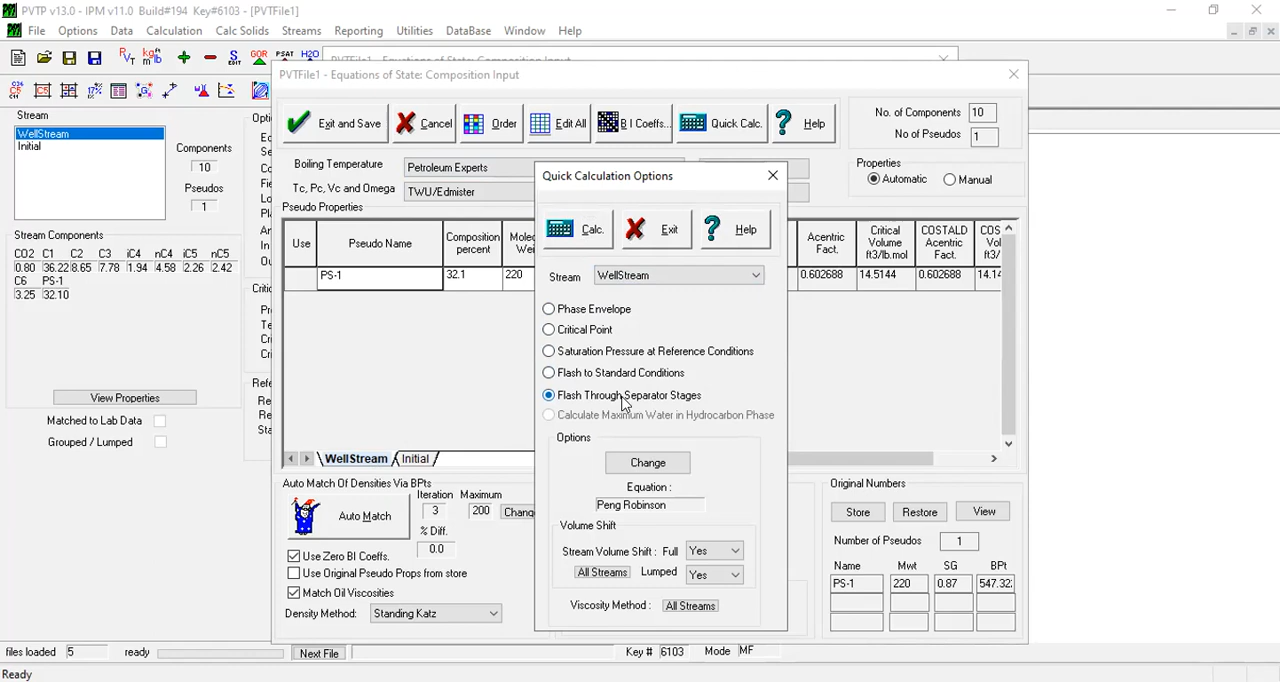 PVTP v13.0 - IPM v11.0 Build#194 Key#6103 - [PVTFile1]
File Options Data Calculation Calc Solids Streams Reporting Utilities DataBase Window Help
GOR PSAT H2O
PVTFile1 - Equations of State: Composition Input
Stream
WellStream
Initial
Components
10
Pseudos
1
Stream Components
CO2 C1 C2 C3 iC4 nC4 iC5 nC5
0.80 36.22 8.65 7.78 1.94 4.58 2.26 2.42
C6 PS-1
3.25 32.10
View Properties
Matched to Lab Data
Grouped / Lumped
Exit and Save Cancel Order Edit All B I Coeffs... Quick Calc. Help
No. of Components 10
No of Pseudos 1
Boiling Temperature Petroleum Experts
Tc, Pc, Vc and Omega TWU/Edmister
Properties
Automatic Manual
Pseudo Properties
Use Pseudo Name Composition percent Acentric Fact. Critical Volume ft3/lb.mol COSTALD Acentric Fact.
PS-1 32.1 220 0.602688 14.5144 0.602688
WellStream Initial
Auto Match Of Densities Via BPts
Auto Match
Iteration Maximum
3 200
% Diff.
0.0
Use Zero BI Coeffs.
Use Original Pseudo Props from store
Match Oil Viscosities
Density Method: Standing Katz
Quick Calculation Options
Calc. Exit Help
Stream WellStream
Phase Envelope
Critical Point
Saturation Pressure at Reference Conditions
Flash to Standard Conditions
Flash Through Separator Stages
Calculate Maximum Water in Hydrocarbon Phase
Options
Change
Equation :
Peng Robinson
Volume Shift
Stream Volume Shift : Full Yes
All Streams Lumped Yes
Viscosity Method : All Streams
Original Numbers
Store Restore View
Number of Pseudos 1
Name Mwt SG BPt
PS-1 220 0.87 547.32
files loaded 5 ready Next File Key # 6103 Mode MF
Ready